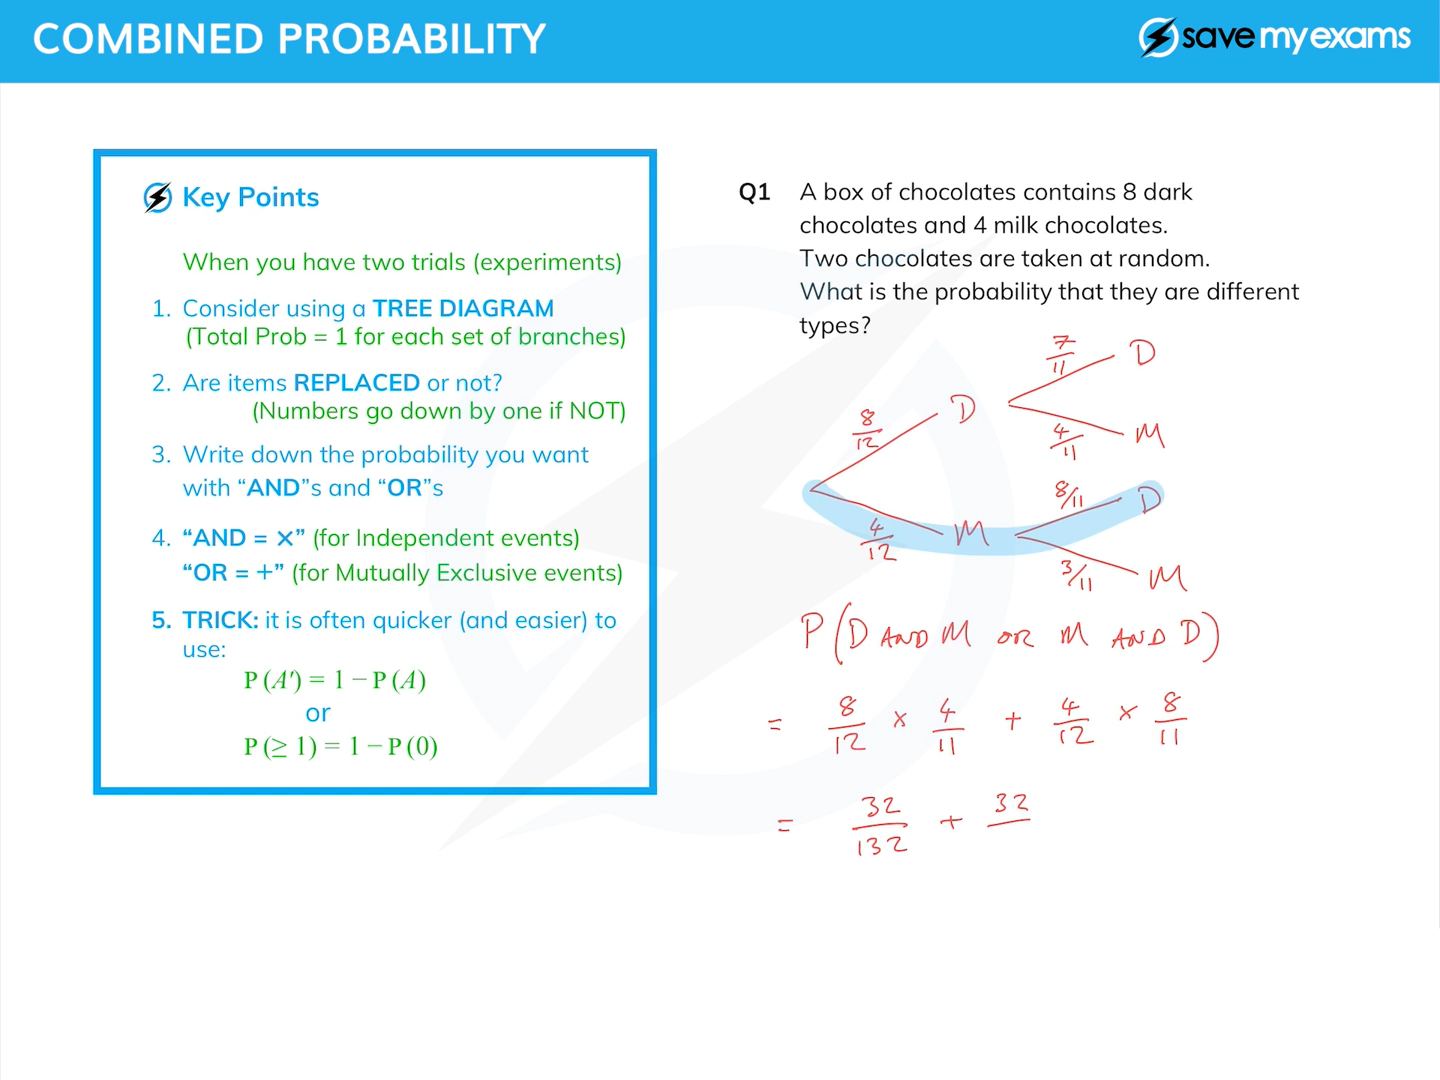 COMBINED PROBABILITY
save my exams
Key Points
When you have two trials (experiments)
1. Consider using a TREE DIAGRAM
(Total Prob = 1 for each set of branches)
2. Are items REPLACED or not?
(Numbers go down by one if NOT)
3. Write down the probability you want
with “AND”s and “OR”s
4. “AND = ×” (for Independent events)
“OR = +” (for Mutually Exclusive events)
5. TRICK: it is often quicker (and easier) to
use:
P (A′) = 1 − P (A)
or
P (≥ 1) = 1 − P (0)
Q1 A box of chocolates contains 8 dark
chocolates and 4 milk chocolates.
Two chocolates are taken at random.
What is the probability that they are different
types?
7/11 D
8/12 D
4/11 M
8/11 D
4/12 M
3/11 M
P(D AND M OR M AND D)
= 8/12 × 4/11 + 4/12 × 8/11
= 32/132 + 32